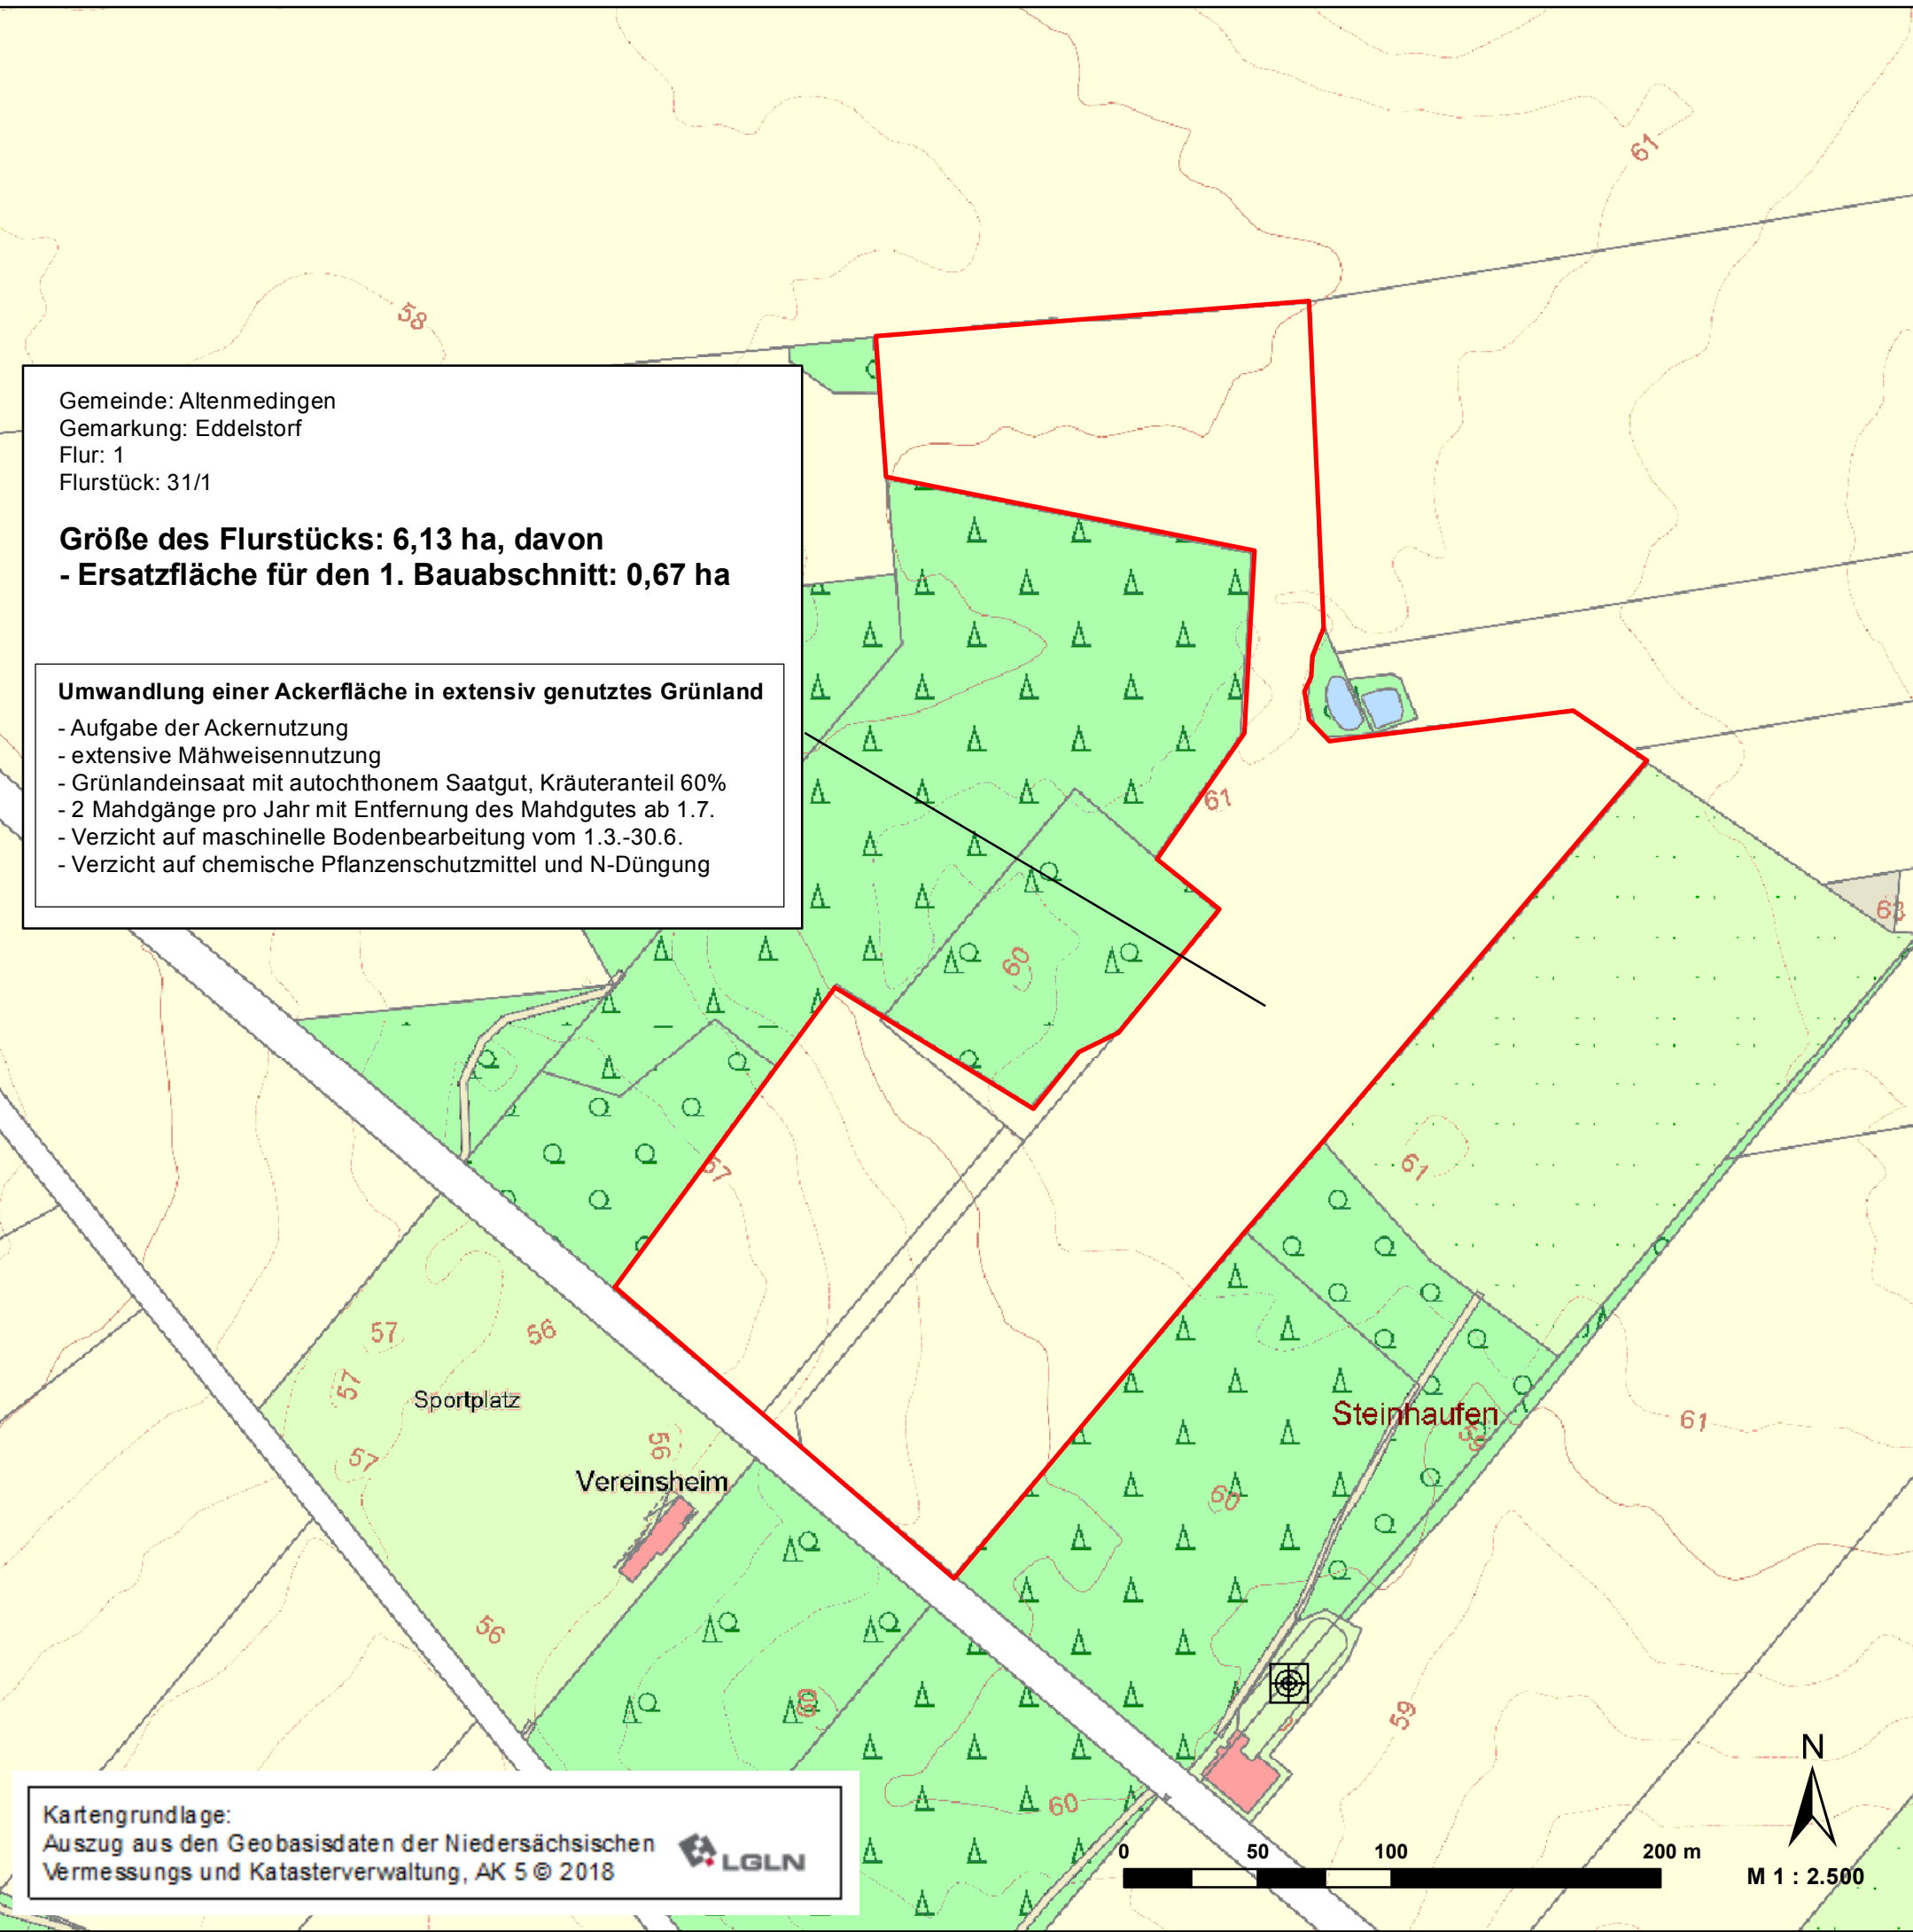 61
58
Gemeinde: Altenmedingen
Gemarkung: Eddelstorf
Flur: 1
Flurstück: 31/1
Größe des Flurstücks: 6,13 ha, davon
- Ersatzfläche für den 1. Bauabschnitt: 0,67 ha
Umwandlung einer Ackerfläche in extensiv genutztes Grünland
- Aufgabe der Ackernutzung
- extensive Mähweisennutzung
- Grünlandeinsaat mit autochthonem Saatgut, Kräuteranteil 60%
- 2 Mahdgänge pro Jahr mit Entfernung des Mahdgutes ab 1.7.
- Verzicht auf maschinelle Bodenbearbeitung vom 1.3.-30.6.
- Verzicht auf chemische Pflanzenschutzmittel und N-Düngung
61
63
60
57
61
57
56
57
Sportplatz
Steinhaufen
59
61
56
57
Vereinsheim
60
56
60
59
N
60
Kartengrundlage:
Auszug aus den Geobasisdaten der Niedersächsischen
Vermessungs und Katasterverwaltung, AK 5 © 2018
LGLN
0 50 100 200 m
M 1 : 2.500